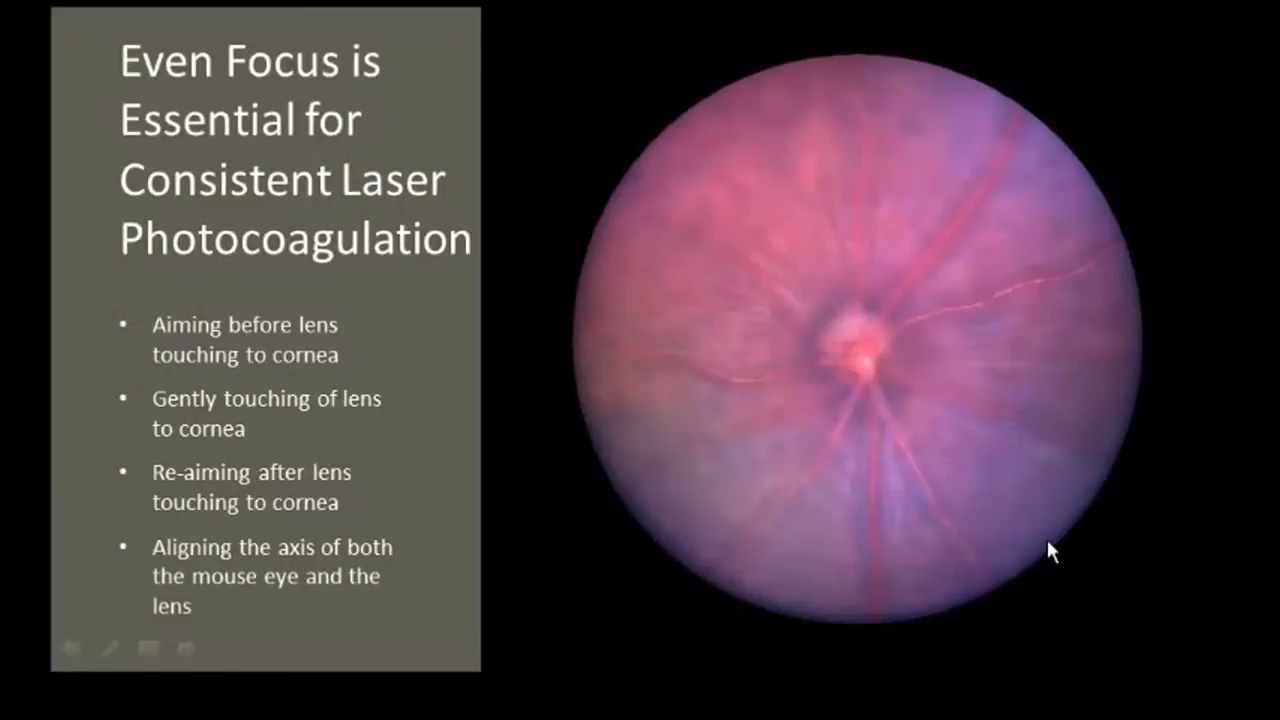 Even Focus is
Essential for
Consistent Laser
Photocoagulation
• Aiming before lens
touching to cornea
• Gently touching of lens
to cornea
• Re-aiming after lens
touching to cornea
• Aligning the axis of both
the mouse eye and the
lens